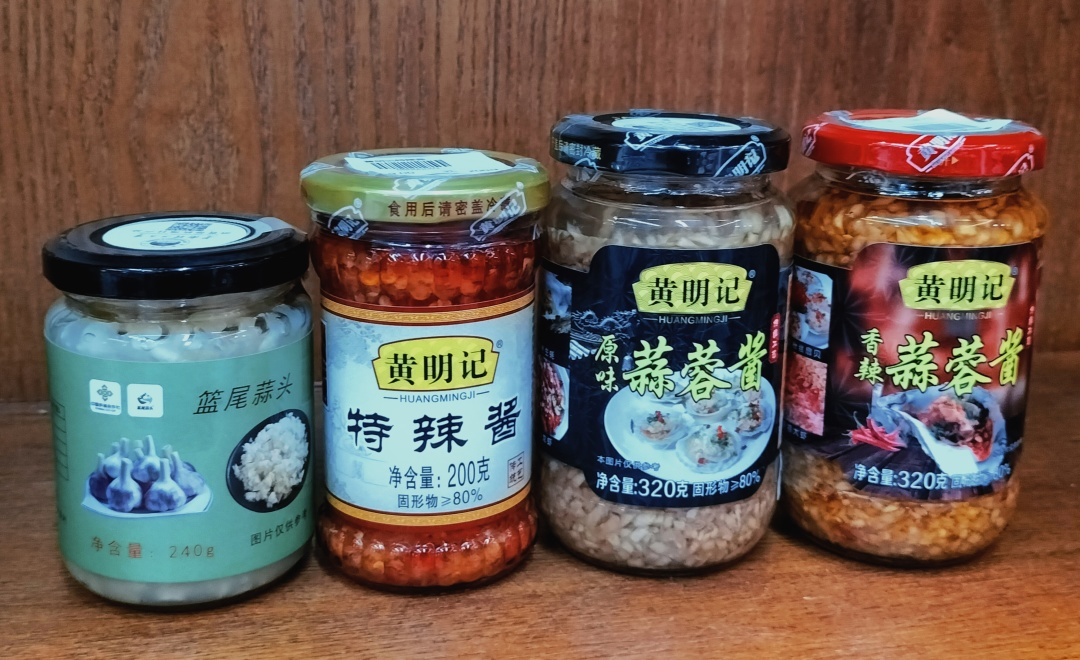 篮尾蒜头
净含量: 240g
图片仅供参考
食用后请密盖冷
黄明记®
HUANGMINGJI
特辣酱
净含量: 200克
固形物≥80%
黄明记®
HUANGMINGJI
原味
蒜蓉酱
本图片仅供参考
净含量:320克 固形物≥80%
黄明记
HUANGMINGJI
香辣
蒜蓉酱
净含量:320克